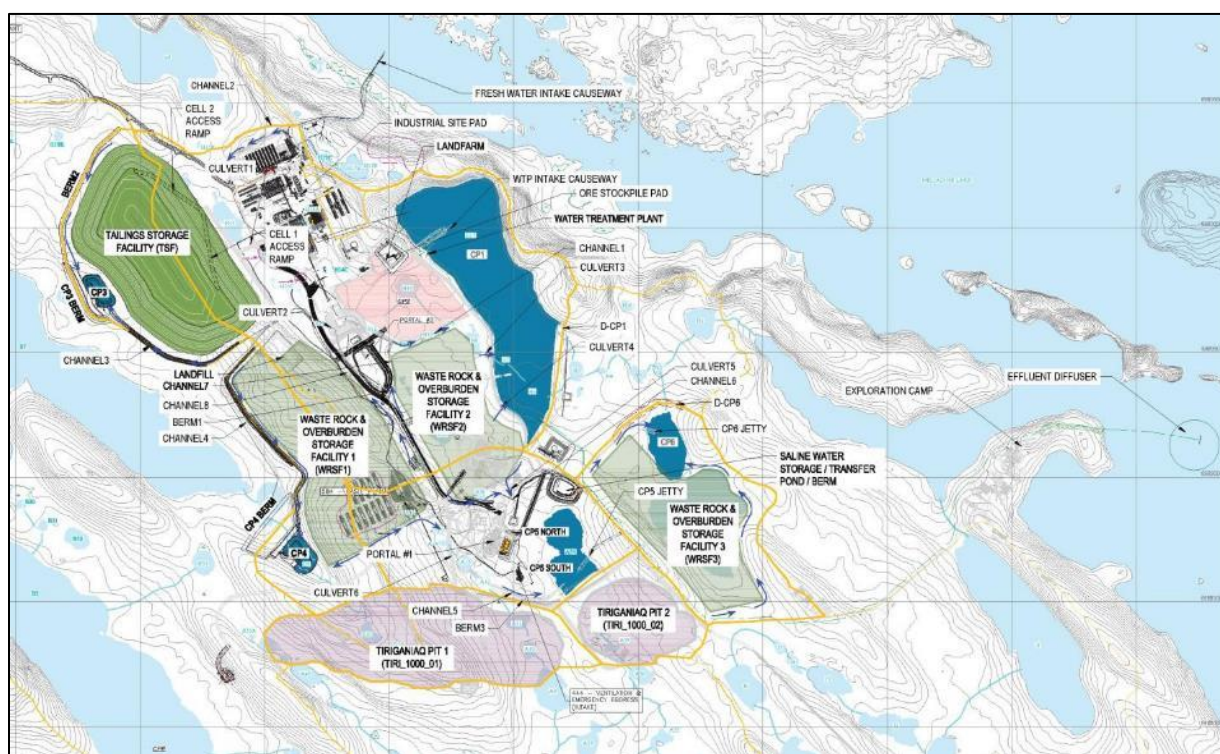 CHANNEL2
FRESH WATER INTAKE CAUSEWAY
CELL 2
ACCESS
RAMP
INDUSTRIAL SITE PAD
LANDFARM
CULVERT1
WTP INTAKE CAUSEWAY
ORE STOCKPILE PAD
BERM2
WATER TREATMENT PLANT
TAILINGS STORAGE
FACILITY (TSF)
CELL 1
ACCESS
RAMP
CHANNEL1
CP1
CULVERT3
CP3
CP3 BERM
CULVERT2
PORTAL #2
D-CP1
CULVERT4
CHANNEL3
LANDFILL
CHANNEL7
CULVERT5
CHANNEL6
EFFLUENT DIFFUSER
WASTE ROCK &
OVERBURDEN
STORAGE
FACILITY 2
(WRSF2)
EXPLORATION CAMP
CHANNEL8
D-CP6
BERM1
WASTE ROCK &
OVERBURDEN
STORAGE
FACILITY 1
(WRSF1)
CP6 JETTY
CHANNEL4
CP6
SALINE WATER
STORAGE / TRANSFER
POND / BERM
CP5 JETTY
CP4 BERM
WASTE ROCK &
OVERBURDEN
STORAGE
FACILITY 3
(WRSF3)
CP5 NORTH
CP4
PORTAL #1
CP5 SOUTH
CULVERT6
CHANNEL5
TIRIGANIAQ PIT 2
(TIRI_1000_02)
BERM3
TIRIGANIAQ PIT 1
(TIRI_1000_01)
VENTILATION &
EMERGENCY EGRESS
(INTAKE)